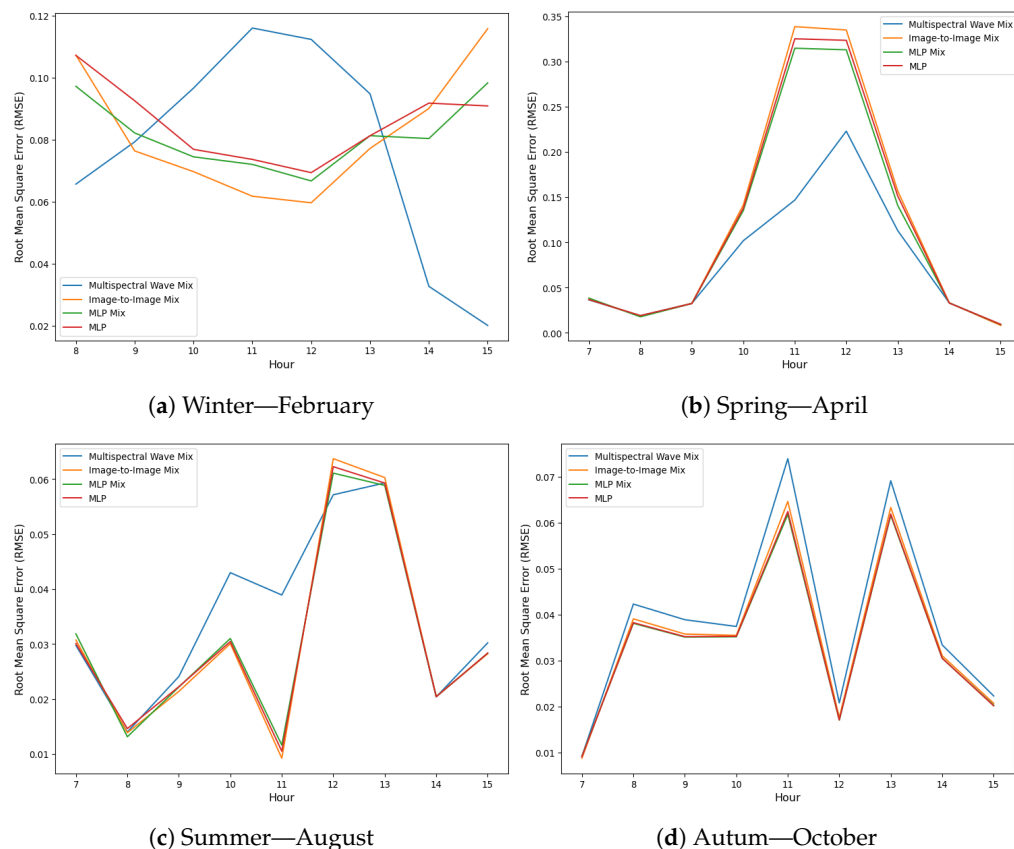 Root Mean Square Error (RMSE)
0.12
0.10
0.08
0.06
0.04
0.02
Multispectral Wave Mix
Image-to-Image Mix
MLP Mix
MLP
8 9 10 11 12 13 14 15
Hour
(a) Winter—February
Root Mean Square Error (RMSE)
0.35
0.30
0.25
0.20
0.15
0.10
0.05
0.00
Multispectral Wave Mix
Image-to-Image Mix
MLP Mix
MLP
7 8 9 10 11 12 13 14 15
Hour
(b) Spring—April
Root Mean Square Error (RMSE)
0.06
0.05
0.04
0.03
0.02
0.01
Multispectral Wave Mix
Image-to-Image Mix
MLP Mix
MLP
7 8 9 10 11 12 13 14 15
Hour
(c) Summer—August
Root Mean Square Error (RMSE)
0.07
0.06
0.05
0.04
0.03
0.02
0.01
Multispectral Wave Mix
Image-to-Image Mix
MLP Mix
MLP
7 8 9 10 11 12 13 14 15
Hour
(d) Autum—October